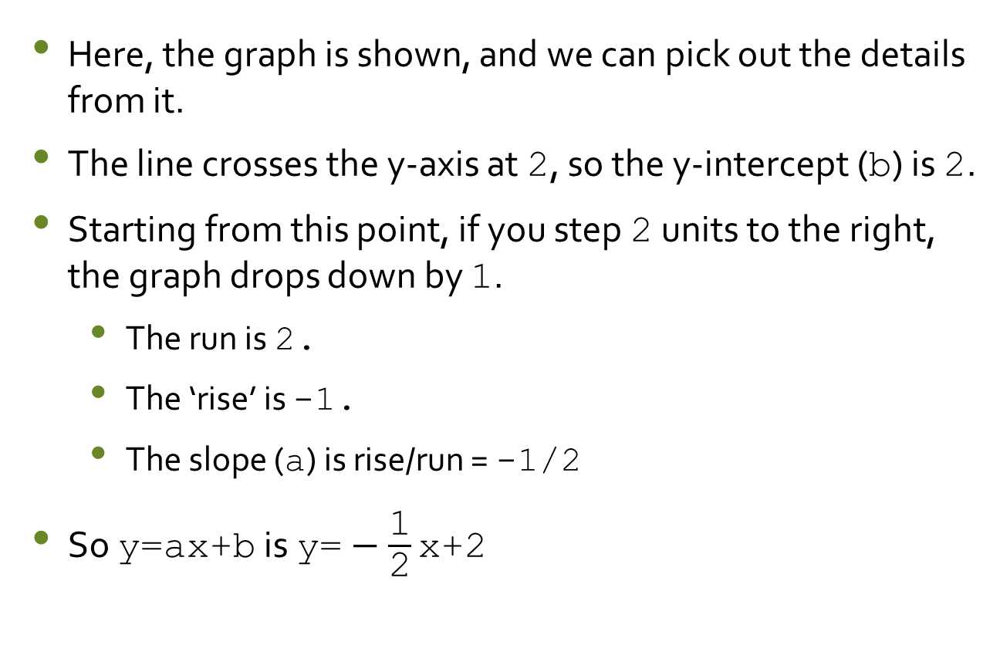 • Here, the graph is shown, and we can pick out the details
from it.
• The line crosses the y-axis at 2, so the y-intercept (b) is 2.
• Starting from this point, if you step 2 units to the right,
the graph drops down by 1.
• The run is 2.
• The ‘rise’ is −1.
• The slope (a) is rise/run = −1/2
• So y=ax+b is y= − 1/2 x+2